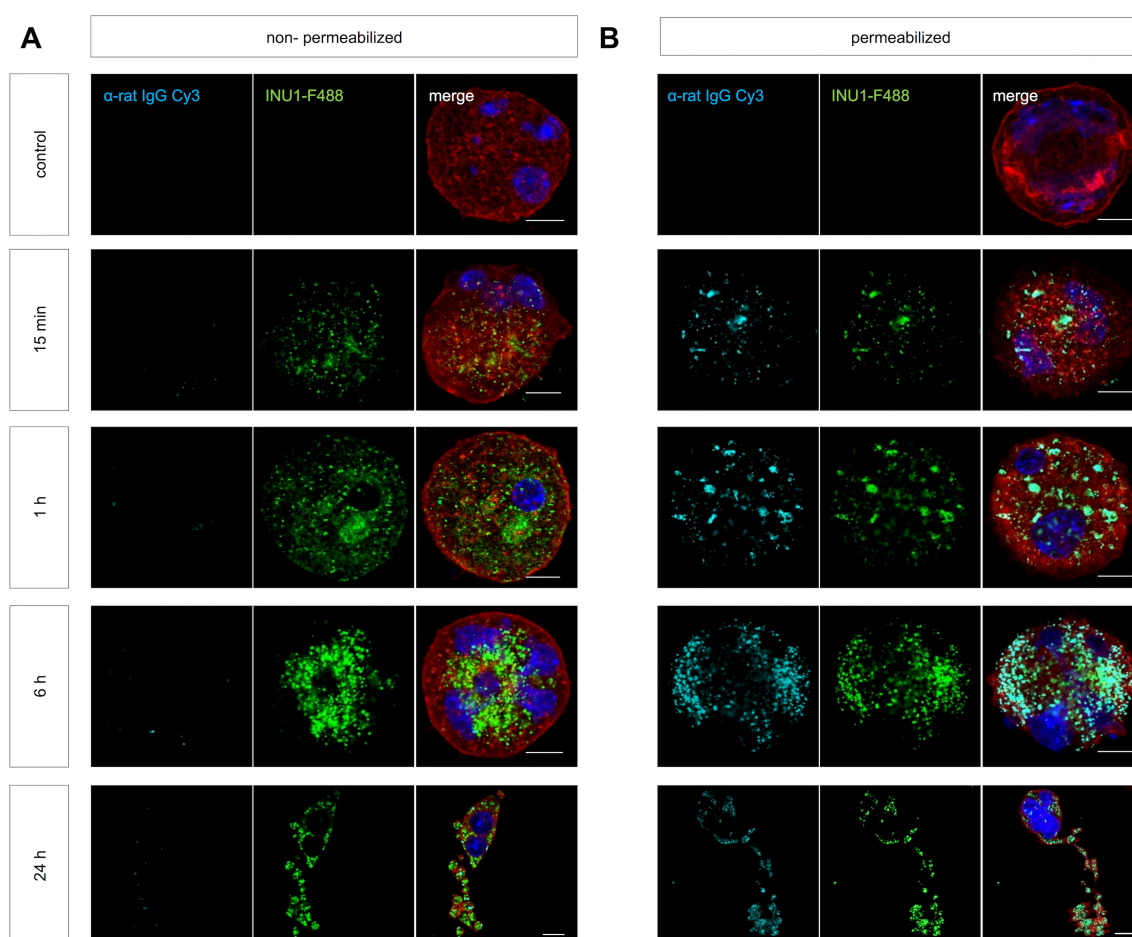 A
non- permeabilized
B
permeabilized
control
α-rat IgG Cy3
INU1-F488
merge
α-rat IgG Cy3
INU1-F488
merge
15 min
1 h
6 h
24 h